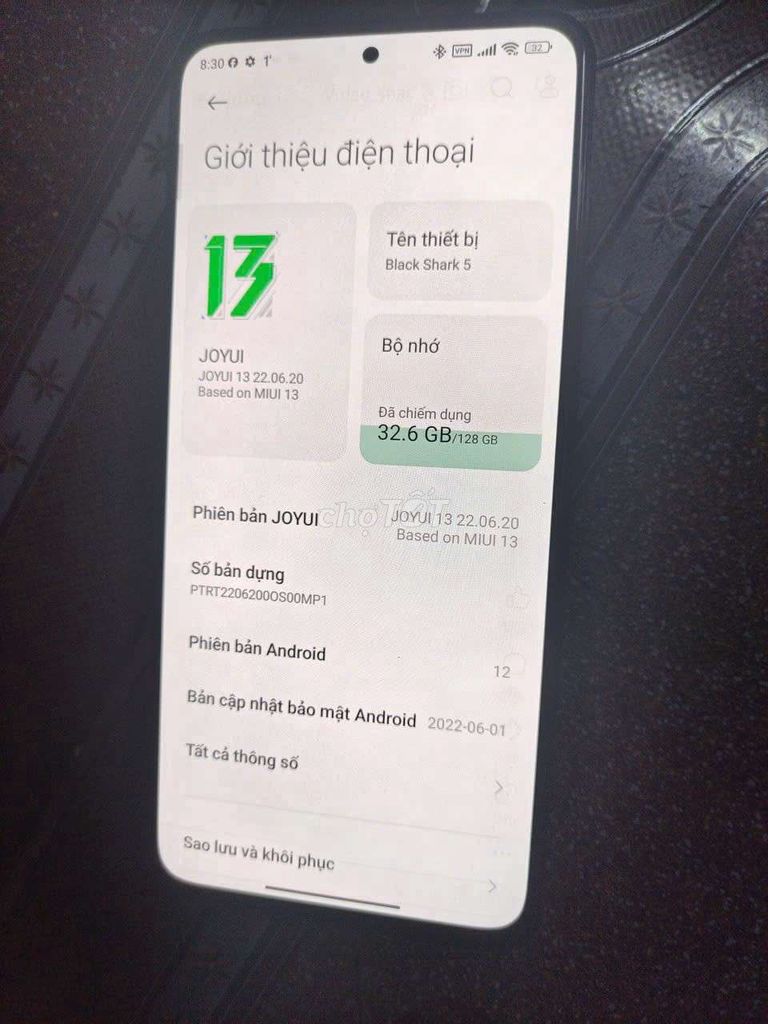 8:30
VPN
32
Giới thiệu điện thoại
13
JOYUI
JOYUI 13 22.06.20
Based on MIUI 13
Tên thiết bị
Black Shark 5
Bộ nhớ
Đã chiếm dụng
32.6 GB/128 GB
Phiên bản JOYUI
JOYUI 13 22.06.20
Based on MIUI 13
chợTỐT
Số bản dựng
PTRT2206200OS00MP1
Phiên bản Android
12
Bản cập nhật bảo mật Android
2022-06-01
Tất cả thông số
Sao lưu và khôi phục